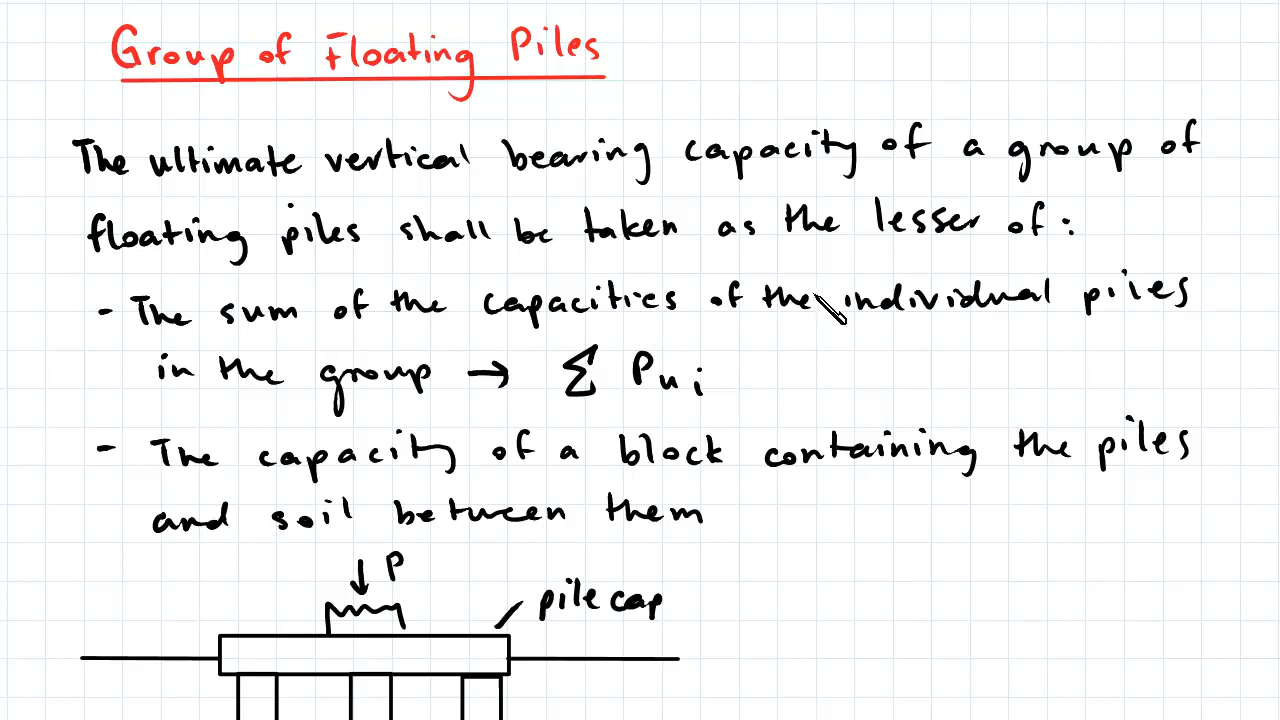 Group of Floating Piles
The ultimate vertical bearing capacity of a group of
floating piles shall be taken as the lesser of:
- The sum of the capacities of the individual piles
in the group → Σ Pui
- The capacity of a block containing the piles
and soil between them
↓ P
pile cap